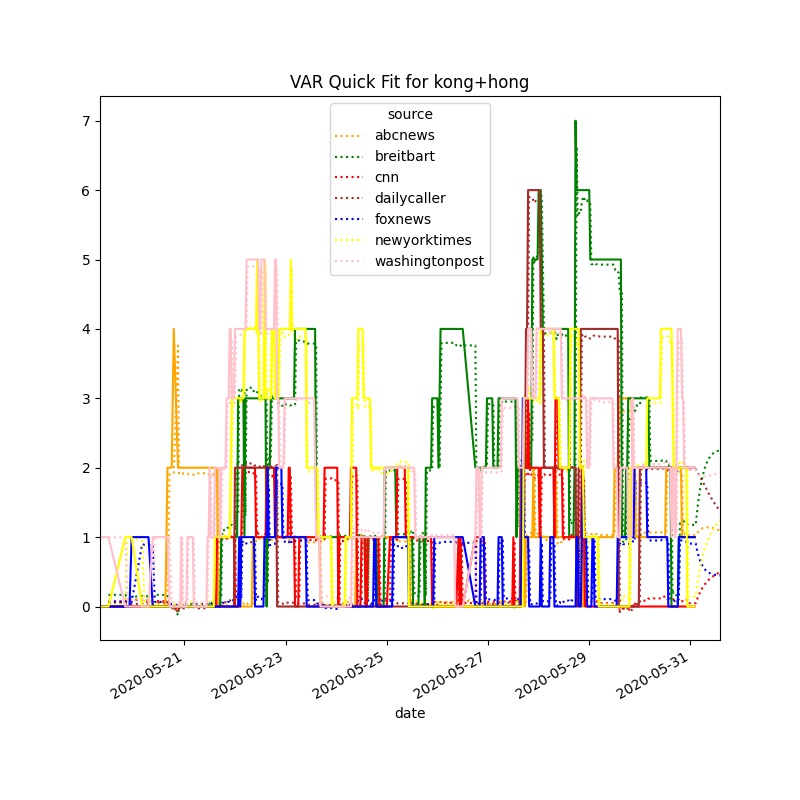 VAR Quick Fit for kong+hong
source
abcnews
breitbart
cnn
dailycaller
foxnews
newyorktimes
washingtonpost
7
6
5
4
3
2
1
0
2020-05-21
2020-05-23
2020-05-25
2020-05-27
2020-05-29
2020-05-31
date